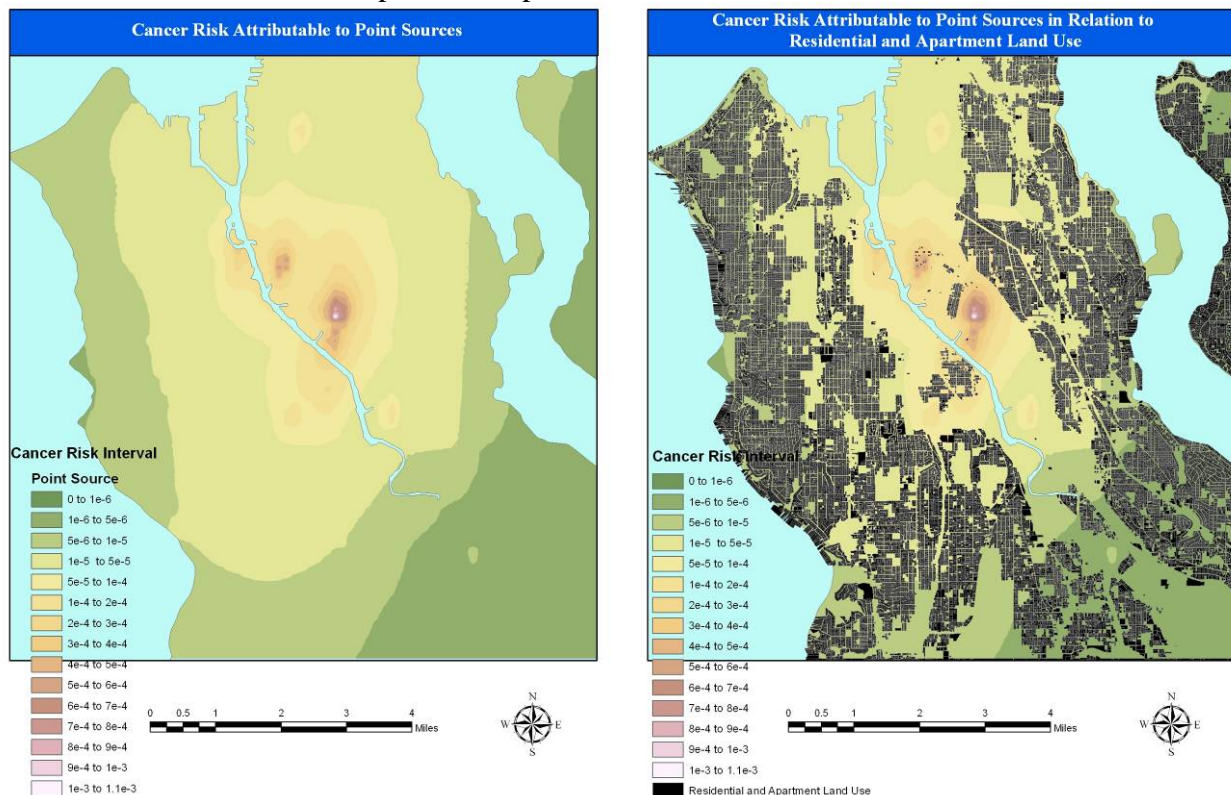 Cancer Risk Attributable to Point Sources
Cancer Risk Interval
Point Source
0 to 1e-6
1e-6 to 5e-6
5e-6 to 1e-5
1e-5 to 5e-5
5e-5 to 1e-4
1e-4 to 2e-4
2e-4 to 3e-4
3e-4 to 4e-4
4e-4 to 5e-4
5e-4 to 6e-4
6e-4 to 7e-4
7e-4 to 8e-4
8e-4 to 9e-4
9e-4 to 1e-3
1e-3 to 1.1e-3
0 0.5 1 2 3 4
Miles
N
W E
S
Cancer Risk Attributable to Point Sources in Relation to
Residential and Apartment Land Use
Cancer Risk Interval
0 to 1e-6
1e-6 to 5e-6
5e-6 to 1e-5
1e-5 to 5e-5
5e-5 to 1e-4
1e-4 to 2e-4
2e-4 to 3e-4
3e-4 to 4e-4
4e-4 to 5e-4
5e-4 to 6e-4
6e-4 to 7e-4
7e-4 to 8e-4
8e-4 to 9e-4
9e-4 to 1e-3
1e-3 to 1.1e-3
Residential and Apartment Land Use
0 0.5 1 2 3 4
Miles
N
W E
S